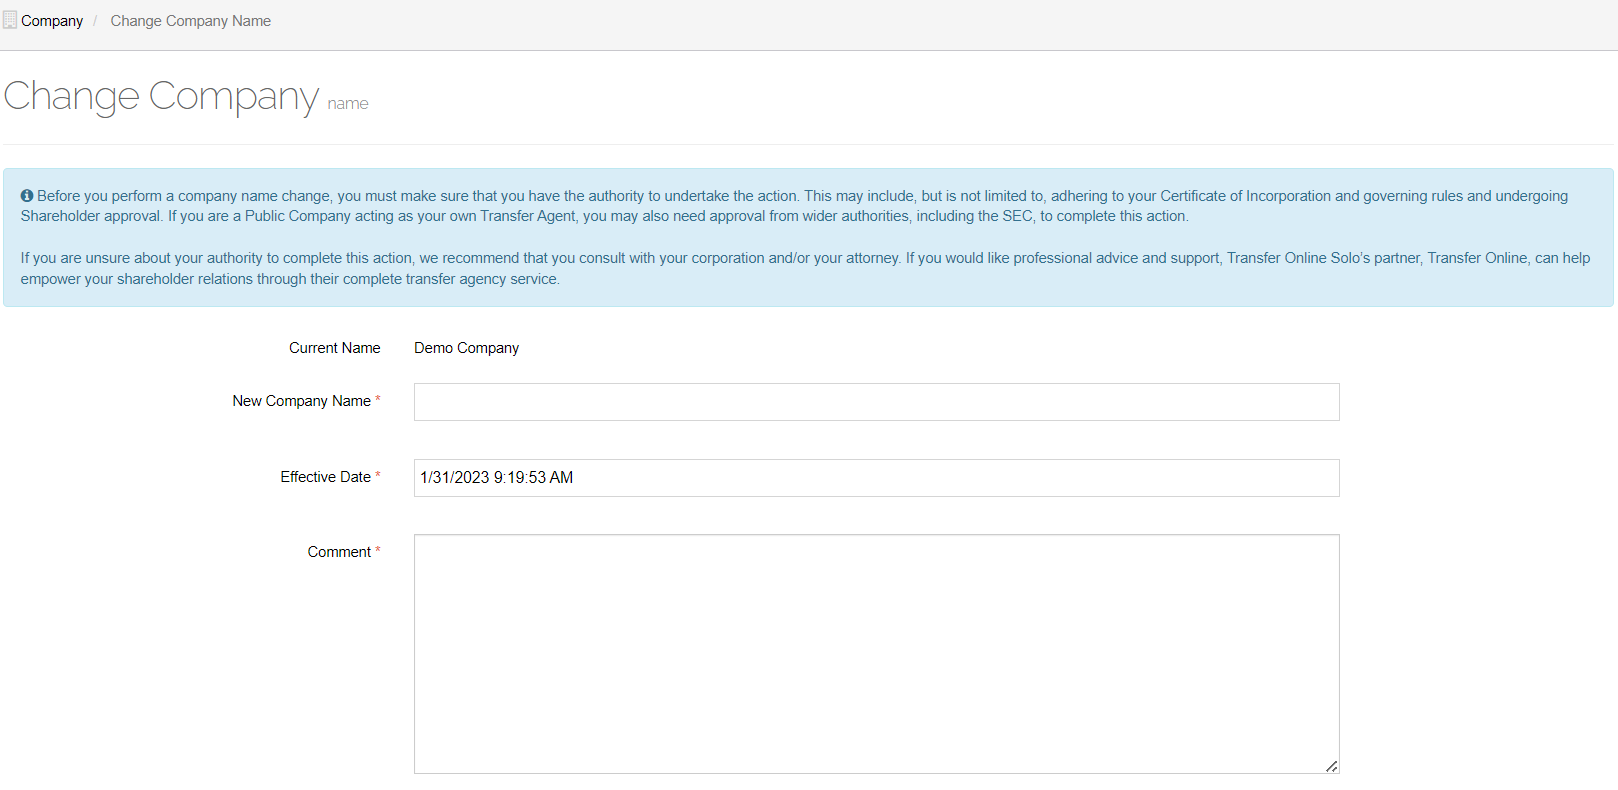 Company / Change Company Name
Change Company name
Before you perform a company name change, you must make sure that you have the authority to undertake the action. This may include, but is not limited to, adhering to your Certificate of Incorporation and governing rules and undergoing
Shareholder approval. If you are a Public Company acting as your own Transfer Agent, you may also need approval from wider authorities, including the SEC, to complete this action.
If you are unsure about your authority to complete this action, we recommend that you consult with your corporation and/or your attorney. If you would like professional advice and support, Transfer Online Solo's partner, Transfer Online, can help
empower your shareholder relations through their complete transfer agency service.
Current Name Demo Company
New Company Name *
Effective Date * 1/31/2023 9:19:53 AM
Comment *